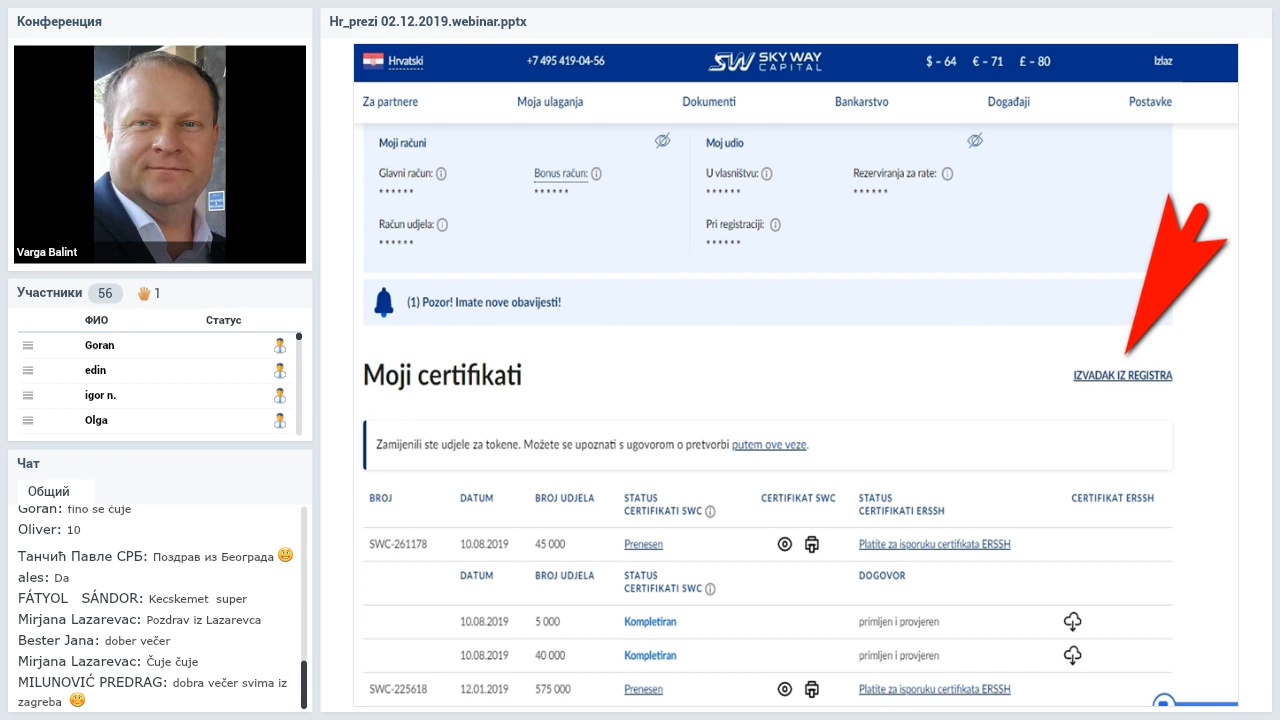 Конференция
Varga Balint
Участники 56 1
ФИО Статус
Goran
edin
igor n.
Olga
Чат
Общий
Goran: fino se čuje
Oliver: 10
Танчић Павле СРБ: Поздрав из Београда
ales: Da
FÁTYOL SÁNDOR: Kecskemet super
Mirjana Lazarevac: Pozdrav iz Lazarevca
Bester Jana: dober večer
Mirjana Lazarevac: Čuje čuje
MILUNOVIĆ PREDRAG: dobra večer svima iz
zagreba
Hr_prezi 02.12.2019.webinar.pptx
Hrvatski +7 495 419-04-56 SW SKY WAY CAPITAL $ – 64 € – 71 £ – 80 Izlaz
Za partnere Moja ulaganja Dokumenti Bankarstvo Događaji Postavke
Moji računi Moj udio
Glavni račun: Bonus račun: U vlasništvu: Rezerviranja za rate:
****** ****** ****** ******
Račun udjela: Pri registraciji:
****** ******
(1) Pozor! Imate nove obavijesti!
Moji certifikati IZVADAK IZ REGISTRA
Zamijenili ste udjele za tokene. Možete se upoznati s ugovorom o pretvorbi putem ove veze.
BROJ DATUM BROJ UDJELA STATUS CERTIFIKAT SWC STATUS CERTIFIKAT ERSSH
CERTIFIKATI SWC CERTIFIKATI ERSSH
SWC-261178 10.08.2019 45 000 Prenesen Platite za isporuku certifikata ERSSH
DATUM BROJ UDJELA STATUS DOGOVOR
CERTIFIKATI SWC
10.08.2019 5 000 Kompletiran primljen i provjeren
10.08.2019 40 000 Kompletiran primljen i provjeren
SWC-225618 12.01.2019 575 000 Prenesen Platite za isporuku certifikata ERSSH